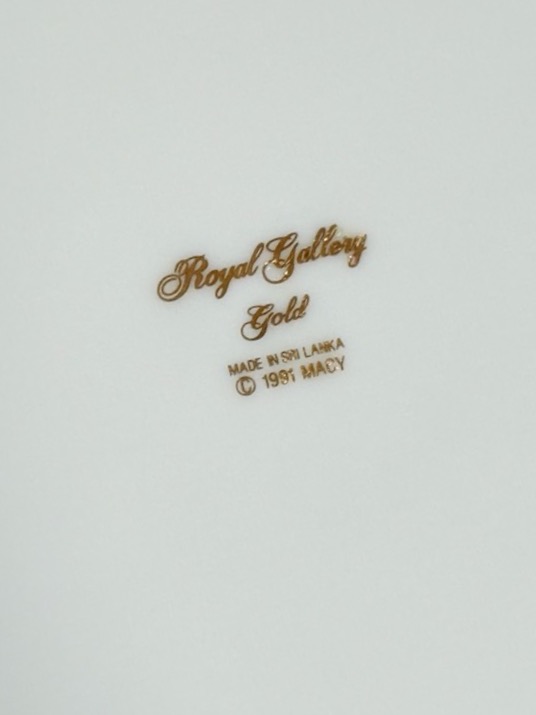 Royal Gallery
Gold
MADE IN SRI LANKA
© 1991 MACY